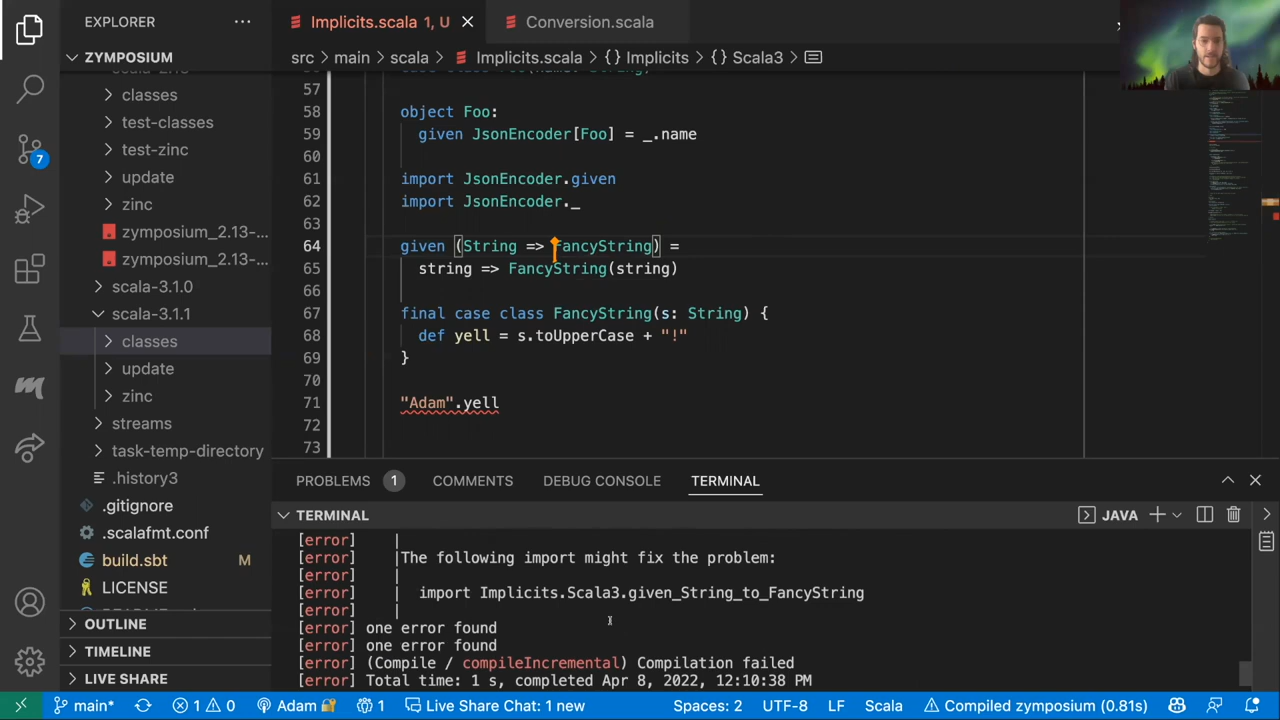 EXPLORER
Implicits.scala 1, U
Conversion.scala
ZYMPOSIUM
src > main > scala > Implicits.scala > {} Implicits > {} Scala3 >
classes
test-classes
test-zinc
update
zinc
zymposium_2.13-...
zymposium_2.13-...
scala-3.1.0
scala-3.1.1
classes
update
zinc
streams
task-temp-directory
.history3
.gitignore
.scalafmt.conf
build.sbt M
LICENSE
OUTLINE
TIMELINE
LIVE SHARE
7
57
58 object Foo:
59 given JsonEncoder[Foo] = _.name
60
61 import JsonEncoder.given
62 import JsonEncoder._
63
64 given (String => FancyString) =
65 string => FancyString(string)
66
67 final case class FancyString(s: String) {
68 def yell = s.toUpperCase + "!"
69 }
70
71 "Adam".yell
72
73
PROBLEMS 1 COMMENTS DEBUG CONSOLE TERMINAL
TERMINAL JAVA
[error] |
[error] |The following import might fix the problem:
[error] |
[error] | import Implicits.Scala3.given_String_to_FancyString
[error] |
[error] one error found
[error] one error found
[error] (Compile / compileIncremental) Compilation failed
[error] Total time: 1 s, completed Apr 8, 2022, 12:10:38 PM
main* 1 0 Adam 1 Live Share Chat: 1 new Spaces: 2 UTF-8 LF Scala Compiled zymposium (0.81s)